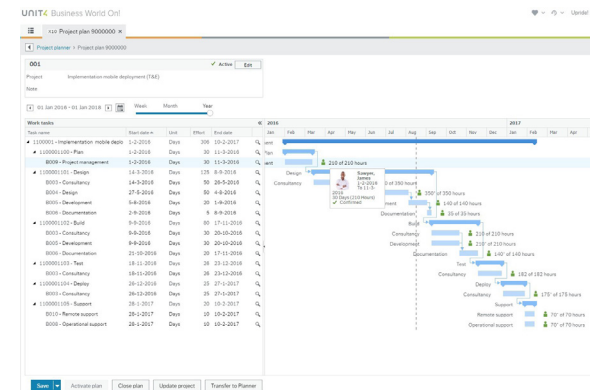 UNIT4 Business World On!
Upride!
x10 Project plan 9000000 ×
Project planner › Project plan 9000000
001
Active Edit
Project Implementation mobile deployment (T&E)
Note
01 Jan 2016 - 01 Jan 2018
Week Month Year
Work tasks
Task name Start date Unit Effort End date
1100001 - Implementation mobile deplo 1-2-2016 Days 306 10-2-2017
1100001100 - Plan 1-2-2016 Days 30 11-3-2016
B009 - Project management 1-2-2016 Days 30 11-3-2016
1100001101 - Design 14-3-2016 Days 125 8-9-2016
B003 - Consultancy 14-3-2016 Days 50 26-5-2016
B004 - Design 27-5-2016 Days 50 4-8-2016
B005 - Development 5-8-2016 Days 20 1-9-2016
B006 - Documentation 2-9-2016 Days 5 8-9-2016
1100001102 - Build 9-9-2016 Days 80 17-11-2016
B003 - Consultancy 9-9-2016 Days 30 20-10-2016
B005 - Development 9-9-2016 Days 30 20-10-2016
B006 - Documentation 21-10-2016 Days 20 17-11-2016
1100001103 - Test 18-11-2016 Days 26 23-12-2016
B003 - Consultancy 18-11-2016 Days 26 23-12-2016
1100001104 - Deploy 26-12-2016 Days 25 27-1-2017
B003 - Consultancy 26-12-2016 Days 25 27-1-2017
1100001105 - Support 28-1-2017 Days 20 10-2-2017
B010 - Remote support 28-1-2017 Days 10 10-2-2017
B008 - Operational support 28-1-2017 Days 10 10-2-2017
2016 2017
Jan Feb Mar Apr May Jun Jul Aug Sep Oct Nov Dec Jan Feb Mar Apr
ent
Plan
ent 210 of 210 hours
Design
Consultancy 0 of 350 hours
Sawyer,
James
1-2-2016
To 11-3-
2016
30 Days (210 Hours)
Confirmed
350* of 350 hours
ment 140 of 140 hours
Documentation 35 of 35 hours
Build
Consultancy 210 of 210 hours
Development 210* of 210 hours
Documentation 140* of 140 hours
Test
Consultancy 182 of 182 hours
Deploy
Consultancy 175* of 175 hours
Support
Remote support 70* of 70 hours
Operational support 70* of 70 hours
Save Activate plan Close plan Update project Transfer to Planner